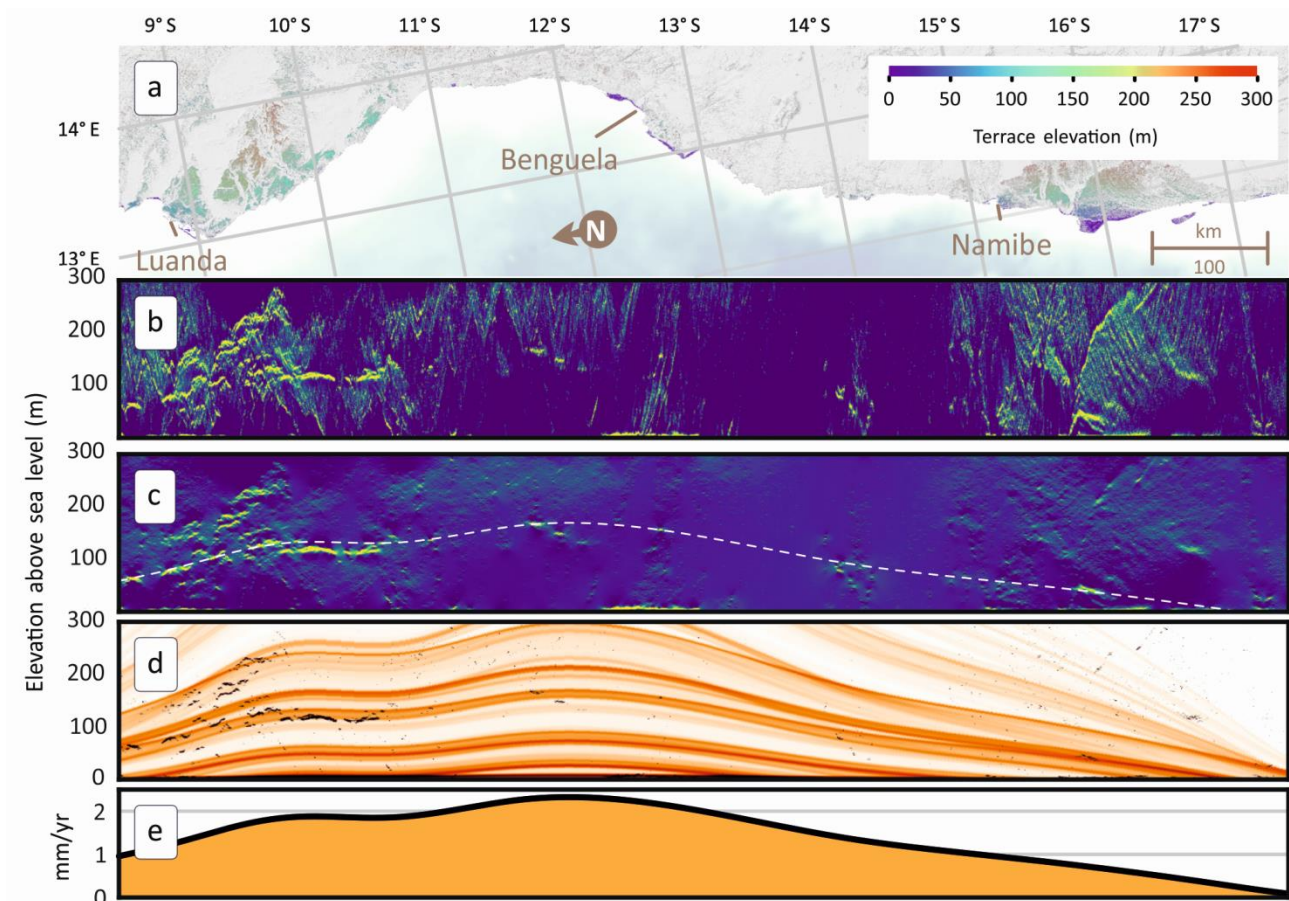 9° S 10° S 11° S 12° S 13° S 14° S 15° S 16° S 17° S
a
0 50 100 150 200 250 300
Terrace elevation (m)
14° E
Benguela
N
Luanda
Namibe
km
100
13° E
300
b
200
100
Elevation above sea level (m)
300
c
200
100
300
d
200
100
0
e
2
1
0
mm/yr